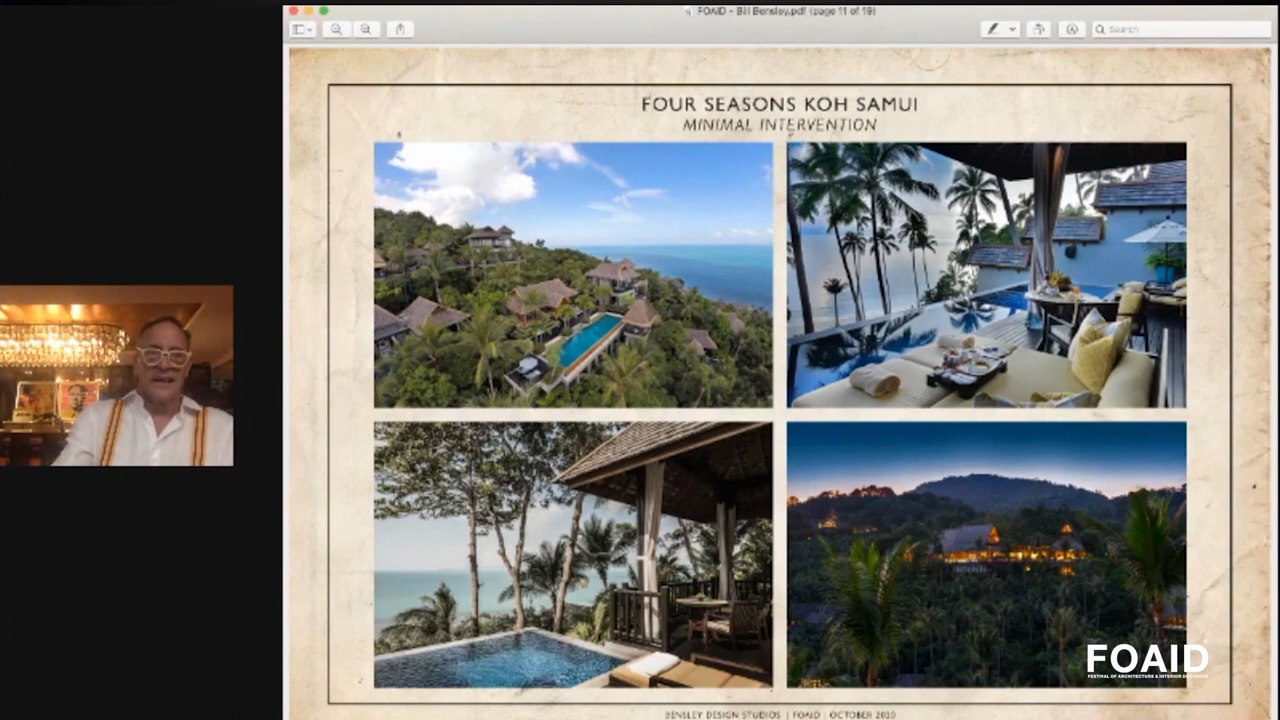 FOAID - Bill Bensley.pdf (page 11 of 19)
Search
FOUR SEASONS KOH SAMUI
MINIMAL INTERVENTION
FOAID
FESTIVAL OF ARCHITECTURE & INTERIOR DESIGNING
BENSLEY DESIGN STUDIOS | FOAID | OCTOBER 2020